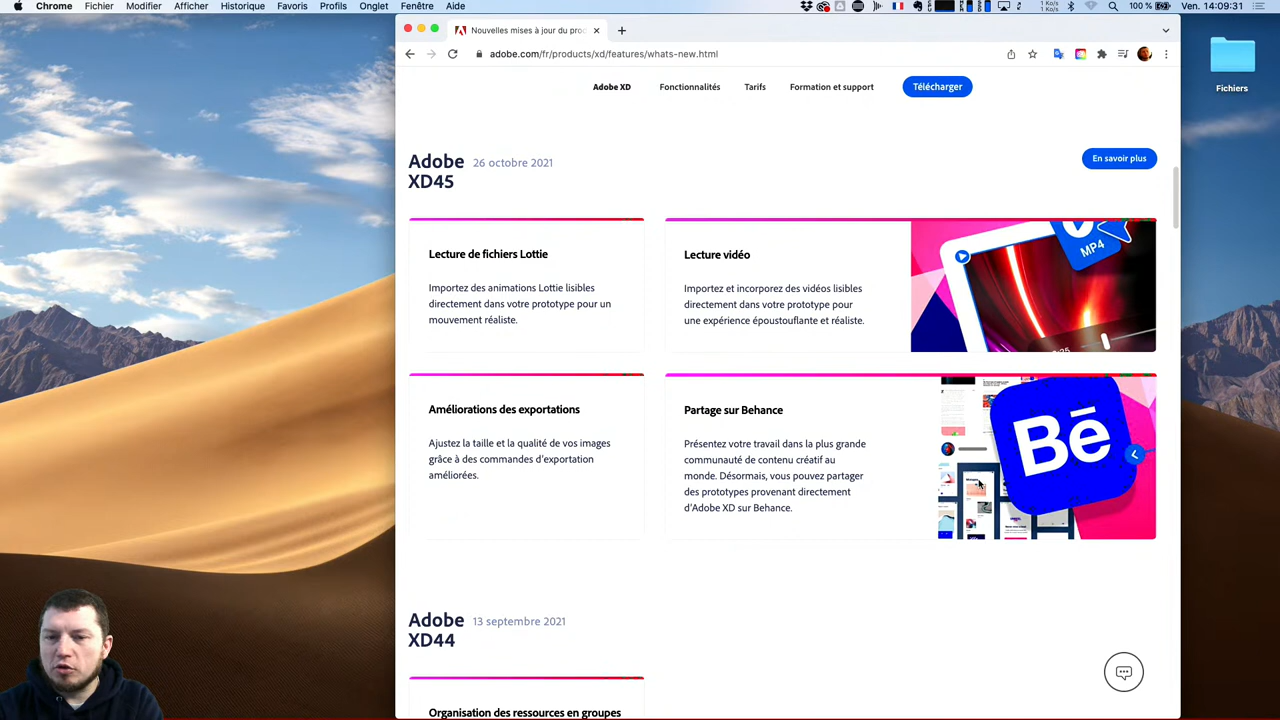 Chrome Fichier Modifier Afficher Historique Favoris Profils Onglet Fenêtre Aide
1 Ko/s
1 Ko/s
100 %
Ven. 14:09:31
Nouvelles mises à jour du proc
adobe.com/fr/products/xd/features/whats-new.html
Fichiers
Adobe XD Fonctionnalités Tarifs Formation et support Télécharger
Adobe XD45
26 octobre 2021
En savoir plus
Lecture de fichiers Lottie
Importez des animations Lottie lisibles
directement dans votre prototype pour un
mouvement réaliste.
Lecture vidéo
Importez et incorporez des vidéos lisibles
directement dans votre prototype pour
une expérience époustouflante et réaliste.
MP4
Améliorations des exportations
Ajustez la taille et la qualité de vos images
grâce à des commandes d'exportation
améliorées.
Partage sur Behance
Présentez votre travail dans la plus grande
communauté de contenu créatif au
monde. Désormais, vous pouvez partager
des prototypes provenant directement
d'Adobe XD sur Behance.
Bē
Adobe XD44
13 septembre 2021
Organisation des ressources en groupes